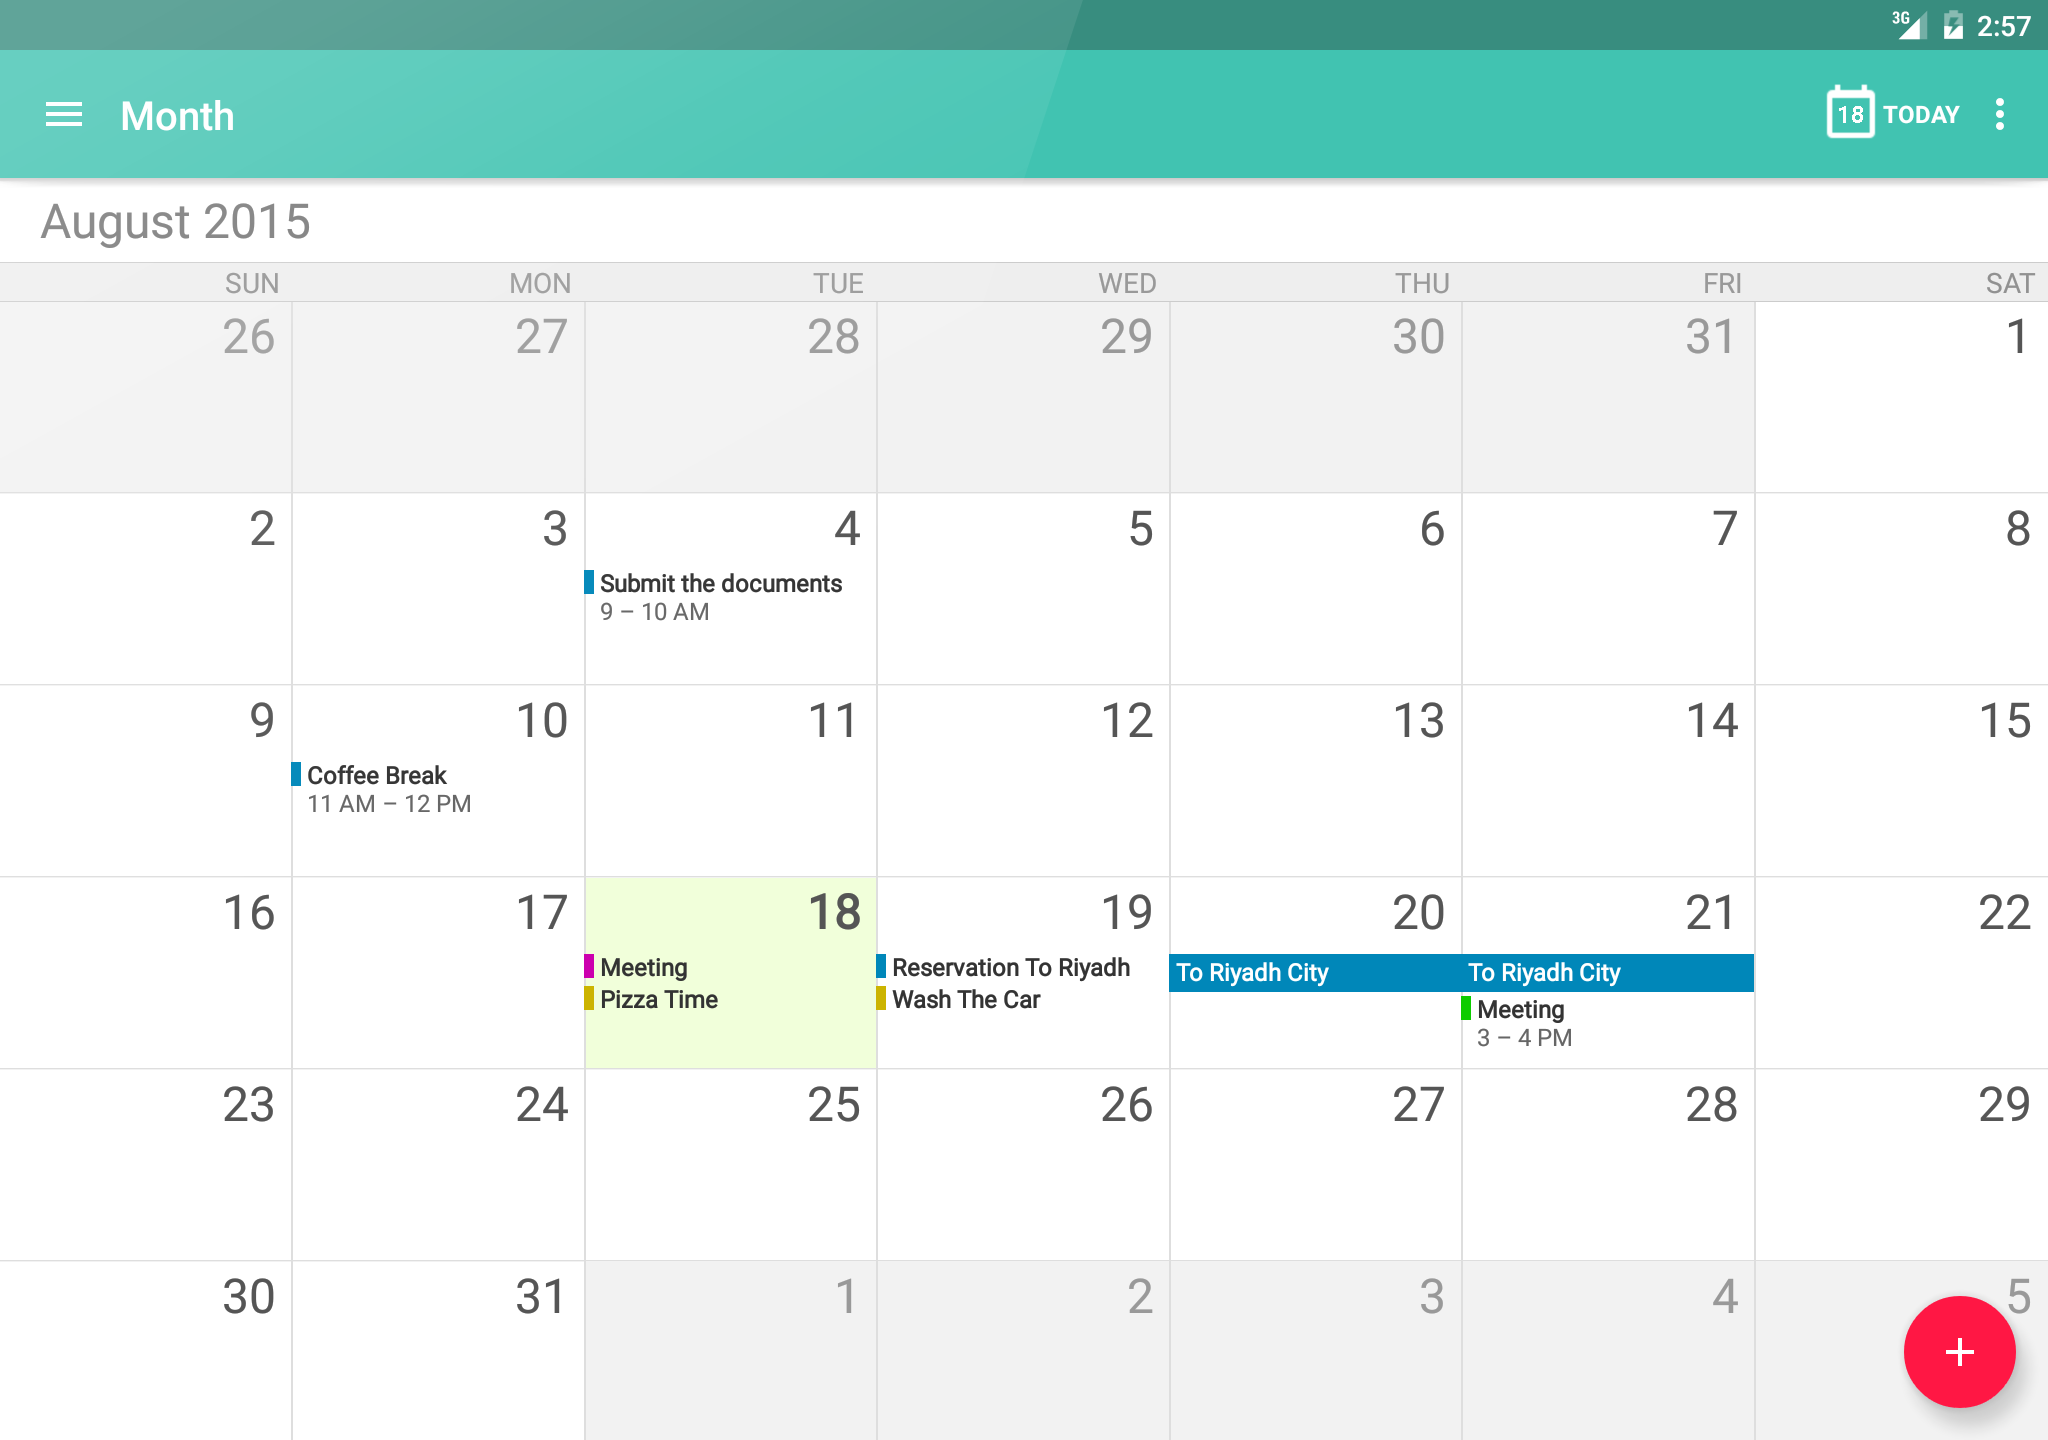 3G 2:57
Month 18 TODAY
August 2015
SUN MON TUE WED THU FRI SAT
26 27 28 29 30 31 1
2 3 4 5 6 7 8
Submit the documents
9 – 10 AM
9 10 11 12 13 14 15
Coffee Break
11 AM – 12 PM
16 17 18 19 20 21 22
Meeting Reservation To Riyadh To Riyadh City To Riyadh City
Pizza Time Wash The Car Meeting
3 – 4 PM
23 24 25 26 27 28 29
30 31 1 2 3 4 5
+